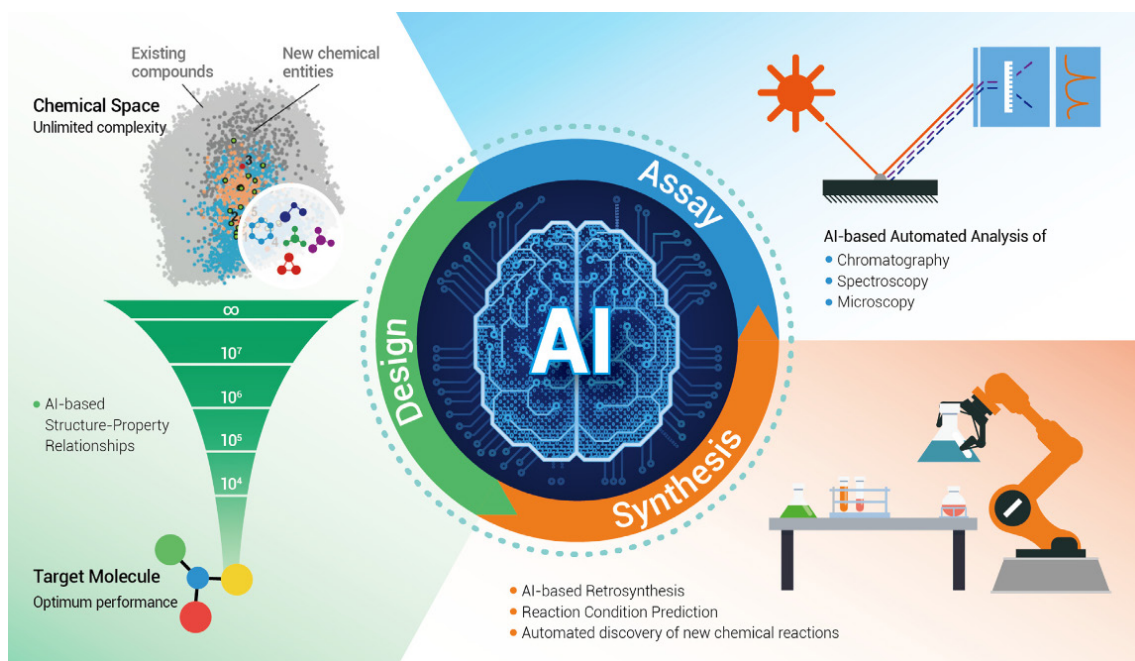 Existing
compounds
New chemical
entities
Chemical Space
Unlimited complexity
3
2
∞
10⁷
10⁶
10⁵
10⁴
AI-based
Structure-Property
Relationships
Target Molecule
Optimum performance
Design
Assay
Synthesis
AI
AI-based Automated Analysis of
Chromatography
Spectroscopy
Microscopy
AI-based Retrosynthesis
Reaction Condition Prediction
Automated discovery of new chemical reactions